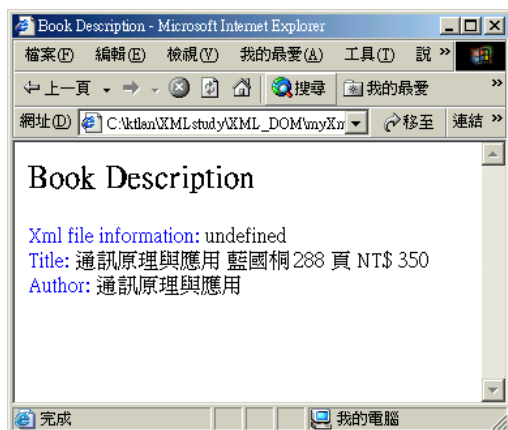 Book Description - Microsoft Internet Explorer
檔案(F) 編輯(E) 檢視(V) 我的最愛(A) 工具(T) 說 »
上一頁 搜尋 我的最愛 »
網址(D) C:\ktlan\XMLstudy\XML_DOM\myXm 移至 連結 »
Book Description
Xml file information: undefined
Title: 通訊原理與應用 藍國桐 288 頁 NT$ 350
Author: 通訊原理與應用
完成 我的電腦